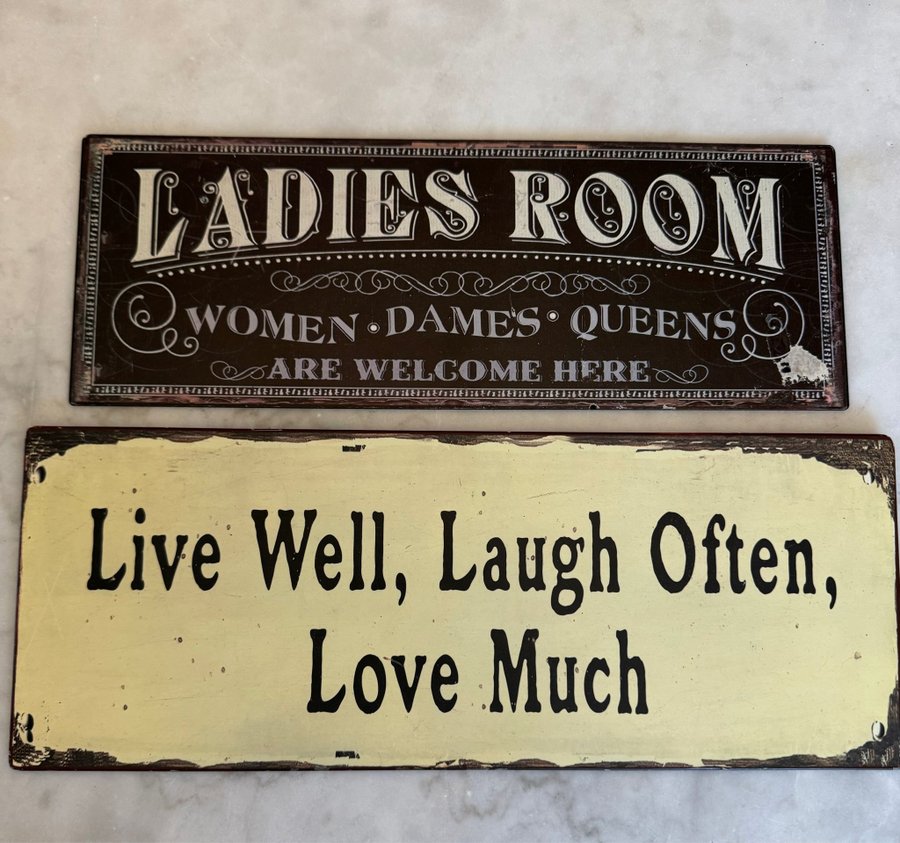 LADIES ROOM
WOMEN • DAMES • QUEENS
ARE WELCOME HERE
Live Well, Laugh Often,
Love Much